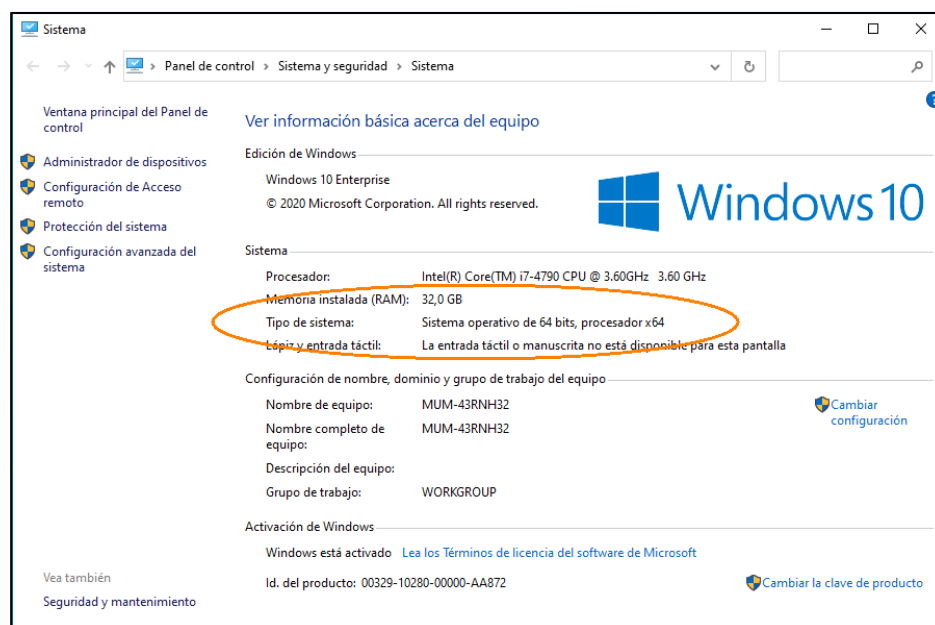 Sistema
Panel de control > Sistema y seguridad > Sistema
Ventana principal del Panel de
control
Administrador de dispositivos
Configuración de Acceso
remoto
Protección del sistema
Configuración avanzada del
sistema
Vea también
Seguridad y mantenimiento
Ver información básica acerca del equipo
Edición de Windows
Windows 10 Enterprise
© 2020 Microsoft Corporation. All rights reserved.
Windows 10
Sistema
Procesador: Intel(R) Core(TM) i7-4790 CPU @ 3.60GHz 3.60 GHz
Memoria instalada (RAM): 32,0 GB
Tipo de sistema: Sistema operativo de 64 bits, procesador x64
Lápiz y entrada táctil: La entrada táctil o manuscrita no está disponible para esta pantalla
Configuración de nombre, dominio y grupo de trabajo del equipo
Nombre de equipo: MUM-43RNH32
Cambiar
configuración
Nombre completo de
equipo: MUM-43RNH32
Descripción del equipo:
Grupo de trabajo: WORKGROUP
Activación de Windows
Windows está activado Lea los Términos de licencia del software de Microsoft
Id. del producto: 00329-10280-00000-AA872
Cambiar la clave de producto